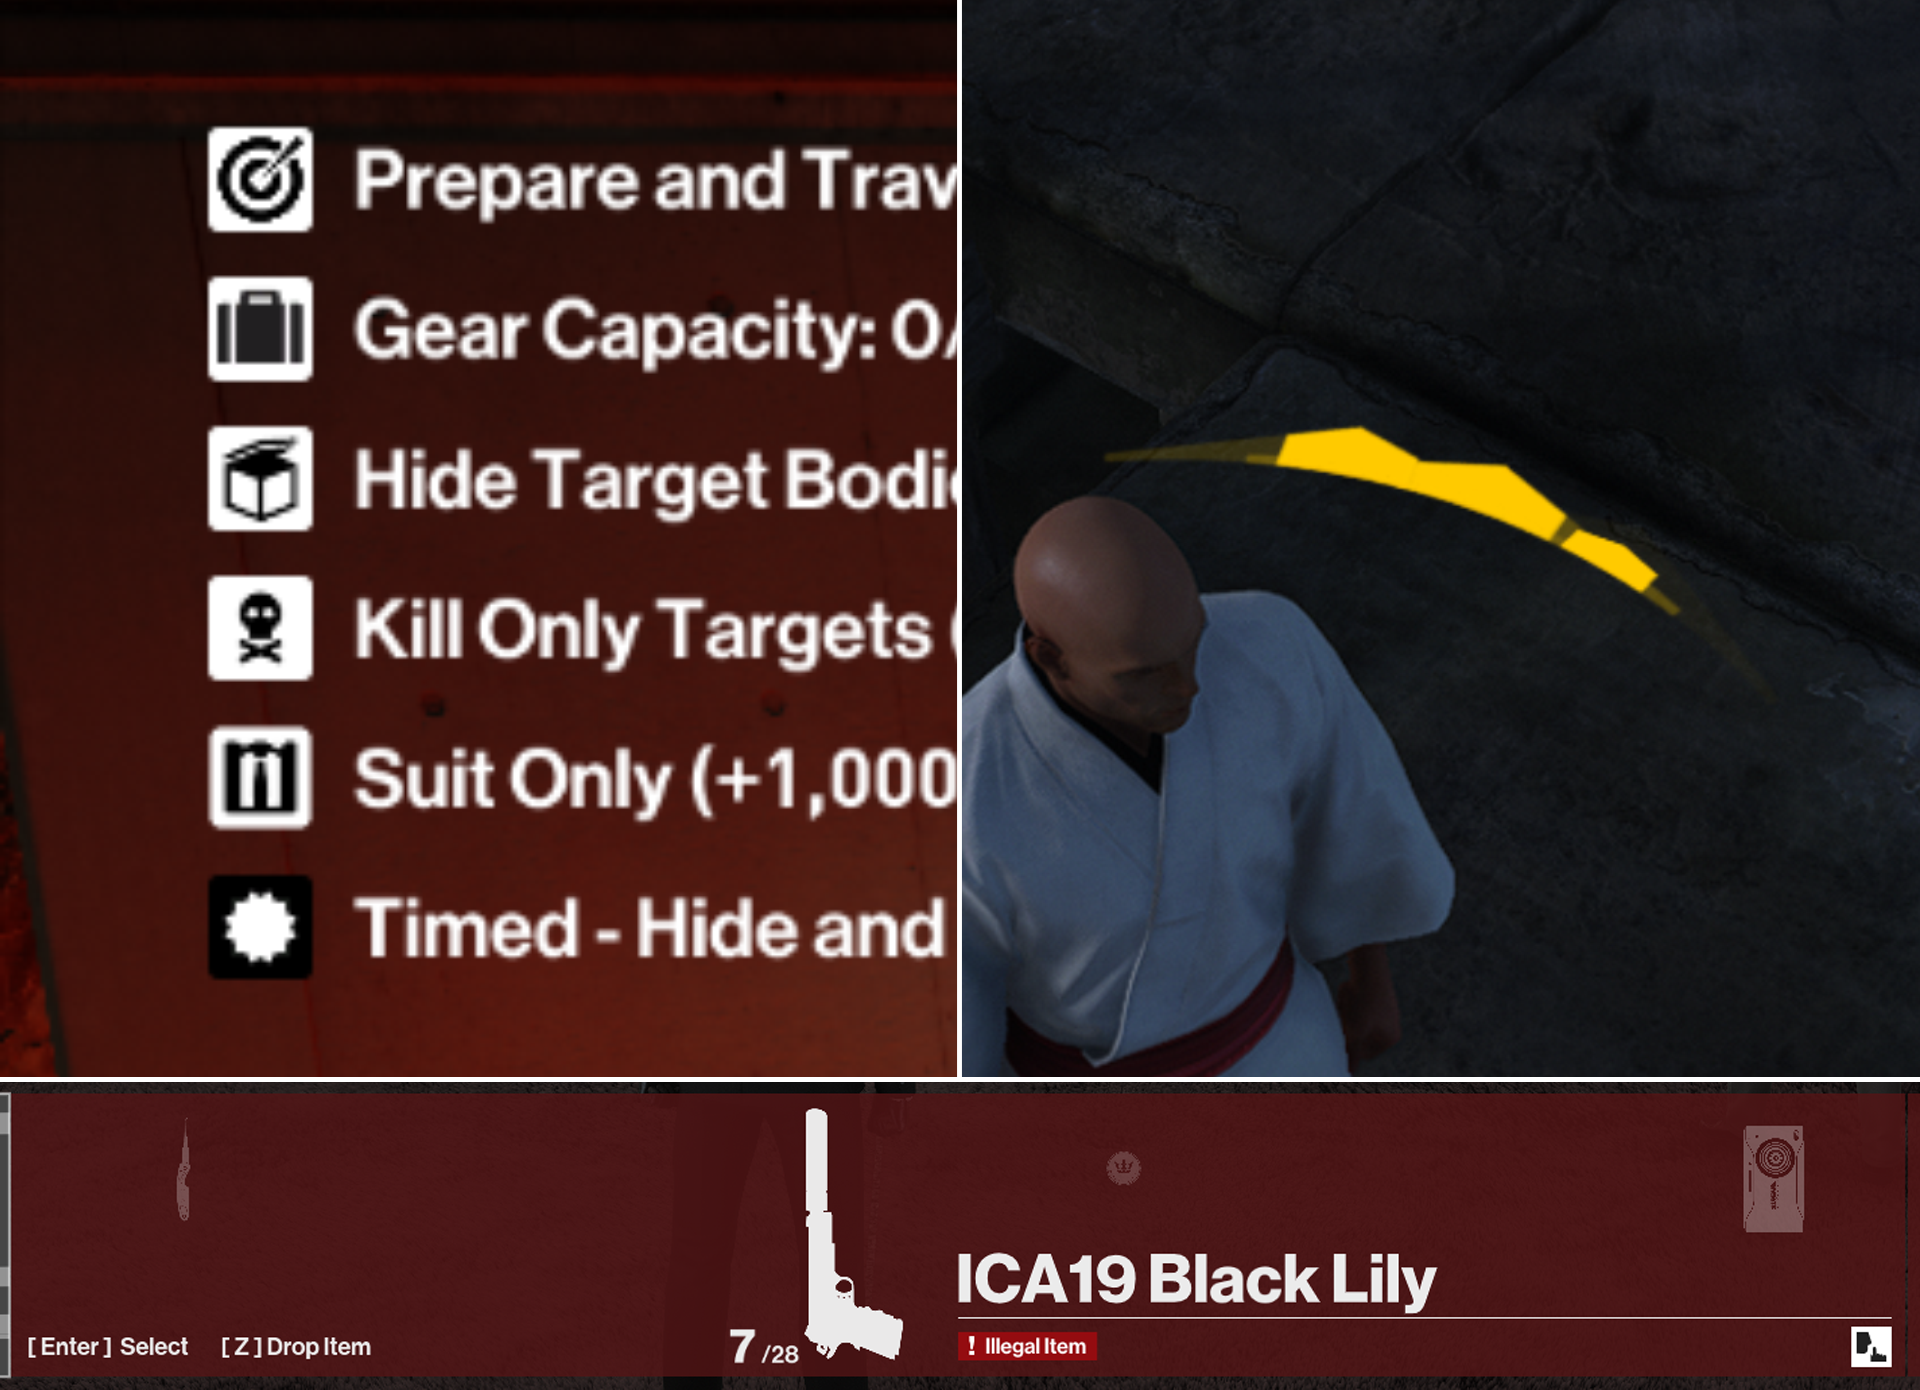 Prepare and Trav
Gear Capacity: 0/
Hide Target Bodi
Kill Only Targets (
Suit Only (+1,000
Timed - Hide and
ICA19 Black Lily
[ Enter ] Select [ Z ] Drop Item 7 /28 ! Illegal Item